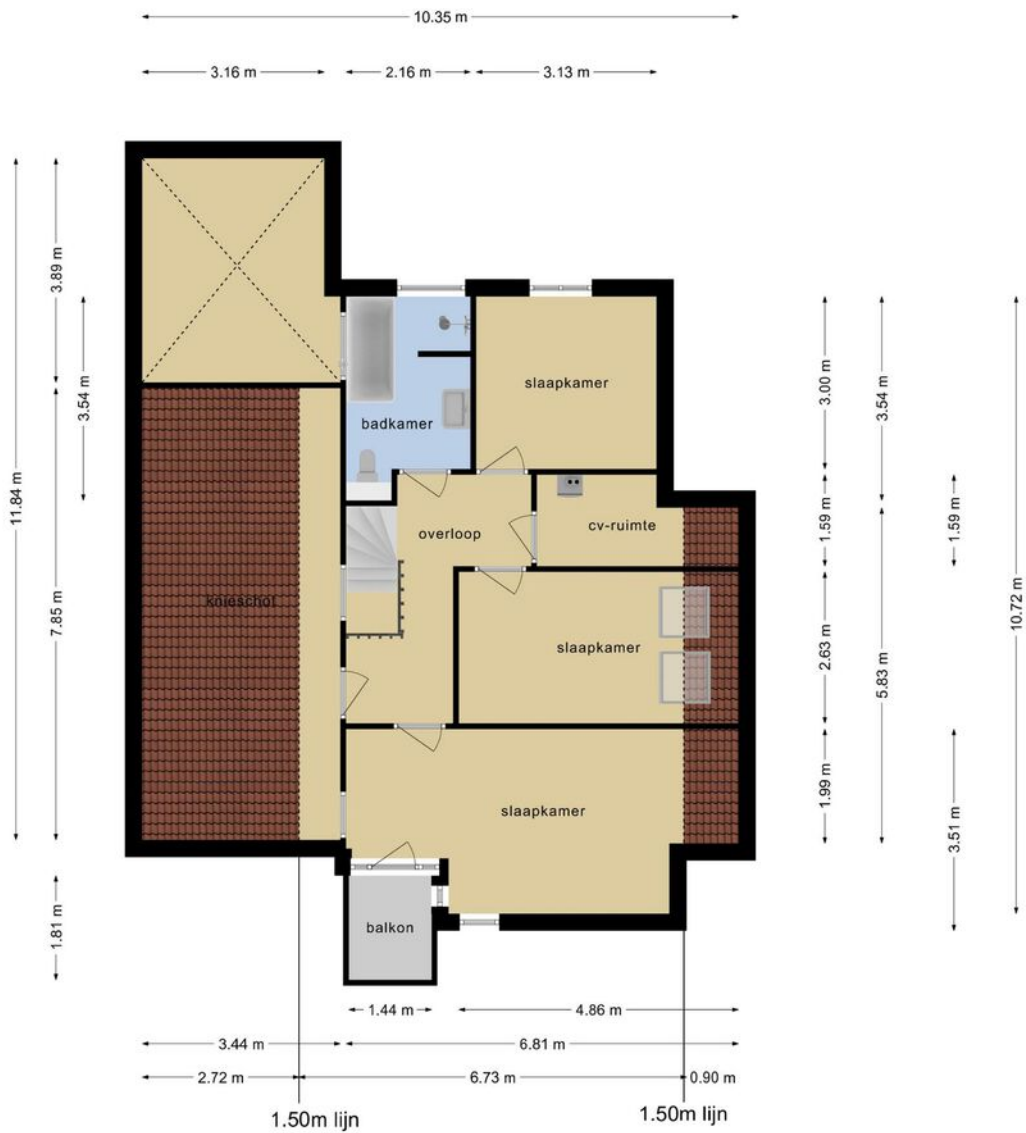 10.35 m
3.16 m
2.16 m
3.13 m
11.84 m
3.89 m
3.54 m
7.85 m
1.81 m
slaapkamer
badkamer
overloop
cv-ruimte
knieschot
slaapkamer
slaapkamer
balkon
3.00 m
3.54 m
1.59 m
1.59 m
2.63 m
5.83 m
10.72 m
1.99 m
3.51 m
1.44 m
4.86 m
3.44 m
6.81 m
2.72 m
6.73 m
0.90 m
1.50m lijn
1.50m lijn